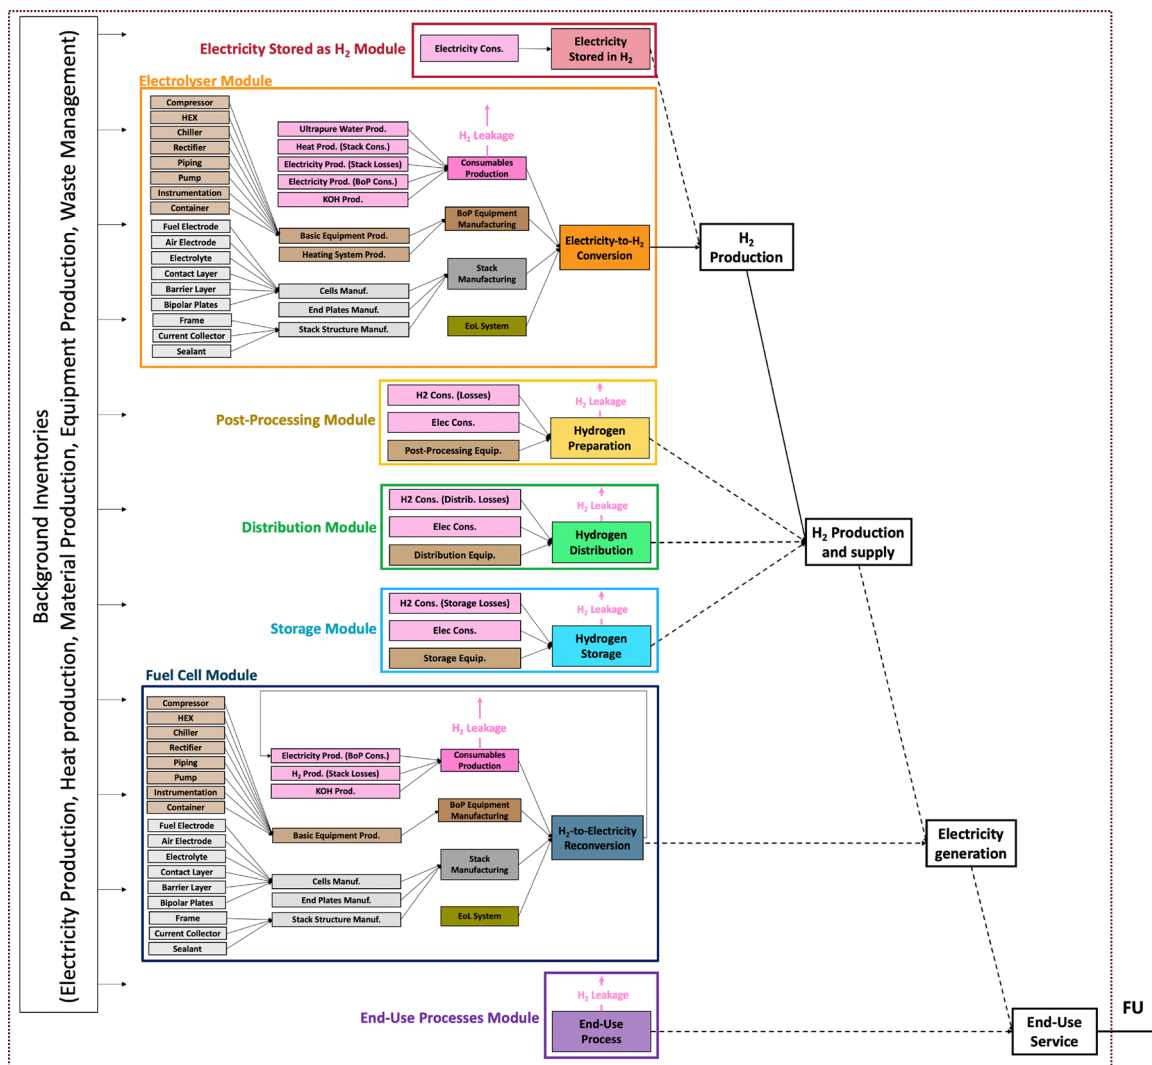 Background Inventories
(Electricity Production, Heat production, Material Production, Equipment Production, Waste Management)
Electricity Stored as H₂ Module
Electricity Cons.
Electricity
Stored in H₂
Electrolyser Module
Compressor
HEX
Chiller
Rectifier
Piping
Pump
Instrumentation
Container
Fuel Electrode
Air Electrode
Electrolyte
Contact Layer
Barrier Layer
Bipolar Plates
Frame
Current Collector
Sealant
Ultrapure Water Prod.
Heat Prod. (Stack Cons.)
Electricity Prod. (Stack Losses)
Electricity Prod. (BoP Cons.)
KOH Prod.
Basic Equipment Prod.
Heating System Prod.
Cells Manuf.
End Plates Manuf.
Stack Structure Manuf.
H₂ Leakage
Consumables
Production
BoP Equipment
Manufacturing
Stack
Manufacturing
EoL System
Electricity-to-H₂
Conversion
H₂
Production
Post-Processing Module
H2 Cons. (Losses)
Elec Cons.
Post-Processing Equip.
H₂ Leakage
Hydrogen
Preparation
Distribution Module
H2 Cons. (Distrib. Losses)
Elec Cons.
Distribution Equip.
H₂ Leakage
Hydrogen
Distribution
H₂ Production
and supply
Storage Module
H2 Cons. (Storage Losses)
Elec Cons.
Storage Equip.
H₂ Leakage
Hydrogen
Storage
Fuel Cell Module
Compressor
HEX
Chiller
Rectifier
Piping
Pump
Instrumentation
Container
Fuel Electrode
Air Electrode
Electrolyte
Contact Layer
Barrier Layer
Bipolar Plates
Frame
Current Collector
Sealant
Electricity Prod. (BoP Cons.)
H₂ Prod. (Stack Losses)
KOH Prod.
Basic Equipment Prod.
Cells Manuf.
End Plates Manuf.
Stack Structure Manuf.
H₂ Leakage
Consumables
Production
BoP Equipment
Manufacturing
Stack
Manufacturing
EoL System
H₂-to-Electricity
Reconversion
Electricity
generation
End-Use Processes Module
H₂ Leakage
End-Use
Process
End-Use
Service
FU